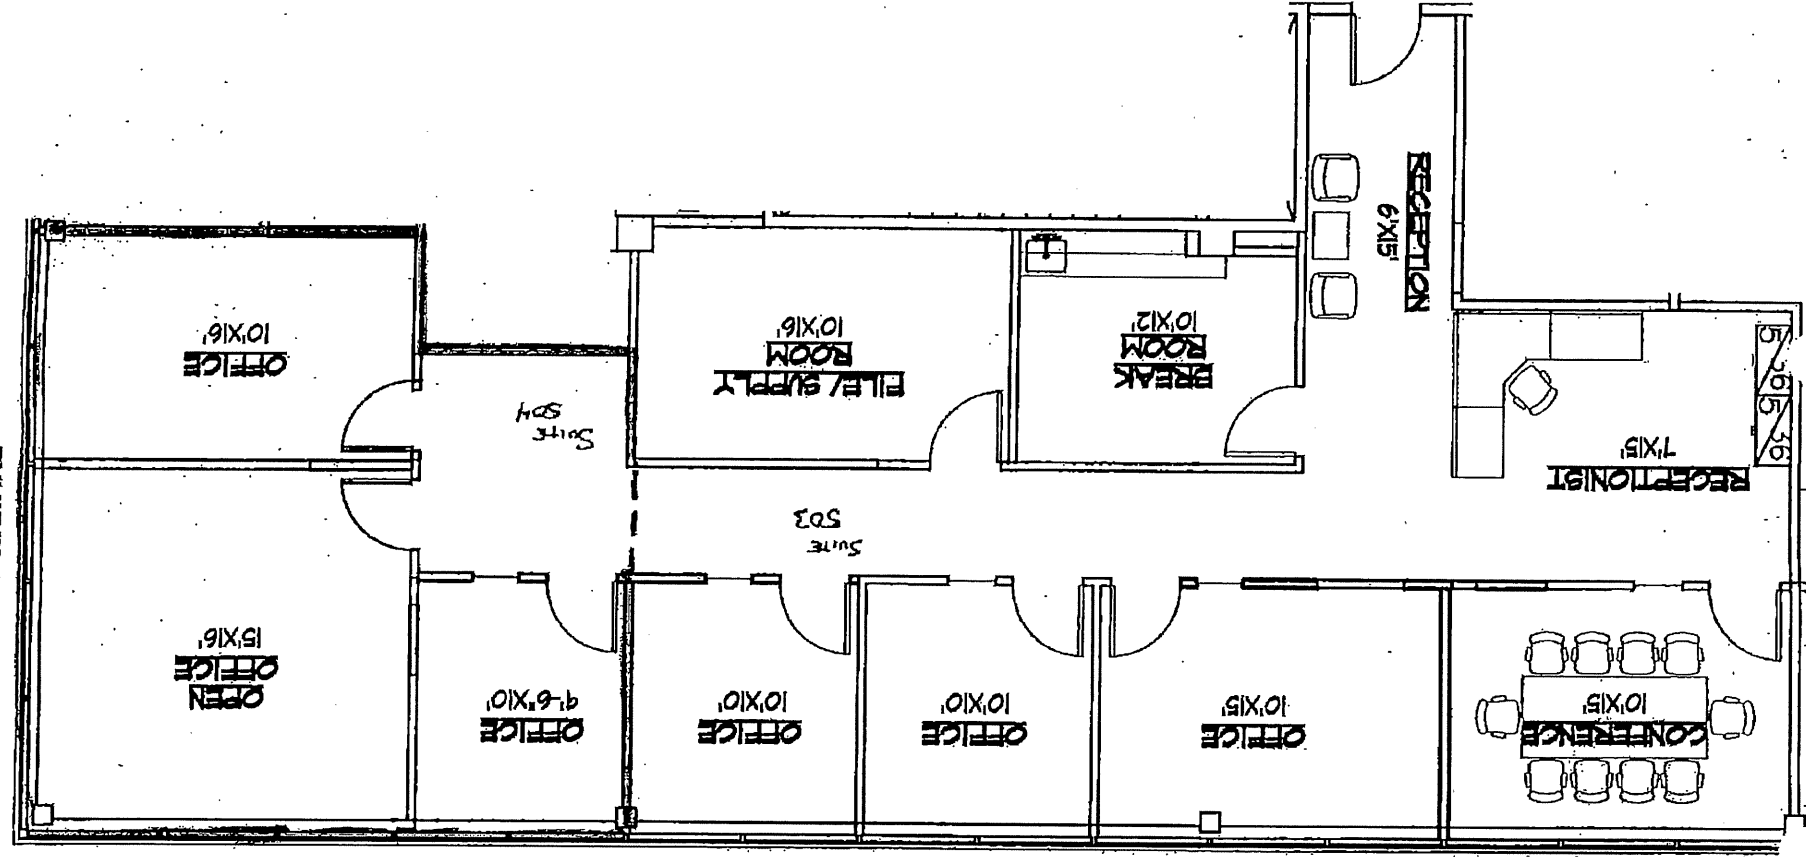 CONFERENCE
10'X15'
OFFICE
10'X15'
OFFICE
10'X10'
OFFICE
10'X10'
OFFICE
9'-6"X10'
OPEN
OFFICE
15'X16'
SUITE
503
RECEPTIONIST
7'X15'
BREAK
ROOM
10'X12'
FILE/SUPPLY
ROOM
10'X16'
SUITE
504
OFFICE
10'X16'
RECEPTION
6'X15'